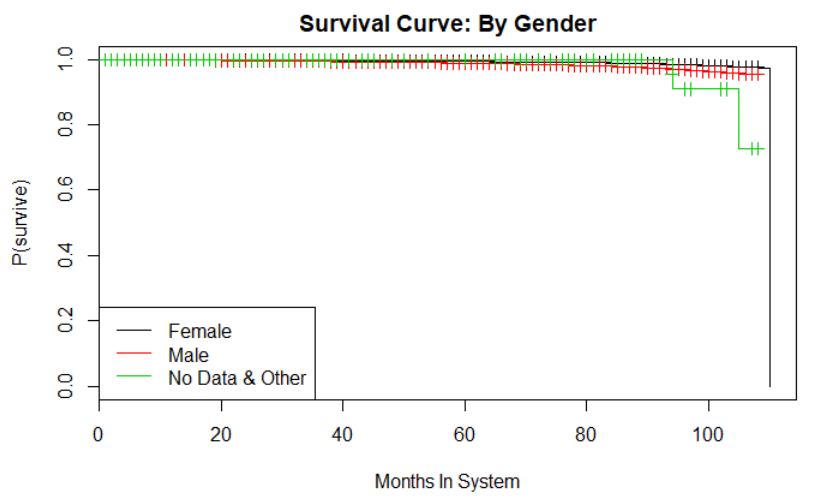 Survival Curve: By Gender
P(survive)
1.0
0.8
0.6
0.4
0.2
0.0
Female
Male
No Data & Other
0 20 40 60 80 100
Months In System